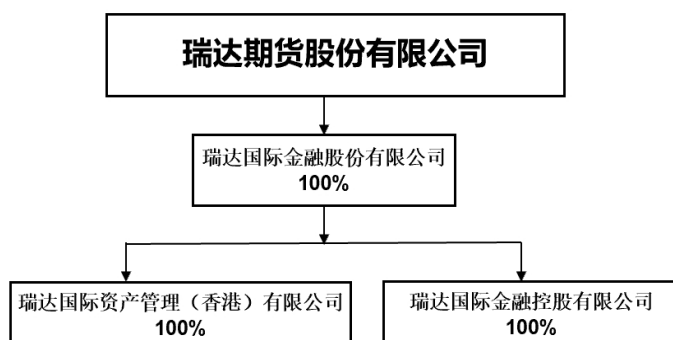 瑞达期货股份有限公司
瑞达国际金融股份有限公司
100%
瑞达国际资产管理（香港）有限公司
100%
瑞达国际金融控股有限公司
100%